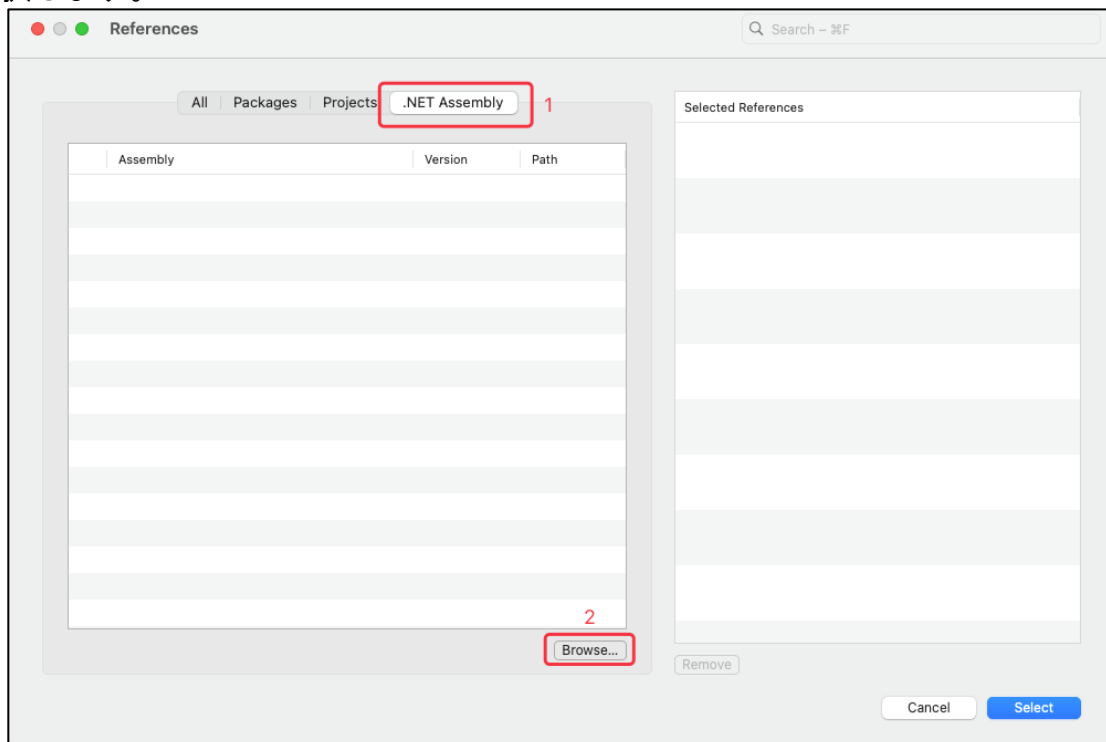 References
Search – ⌘F
All Packages Projects .NET Assembly 1
Selected References
Assembly Version Path
2
Browse...
Remove
Cancel Select